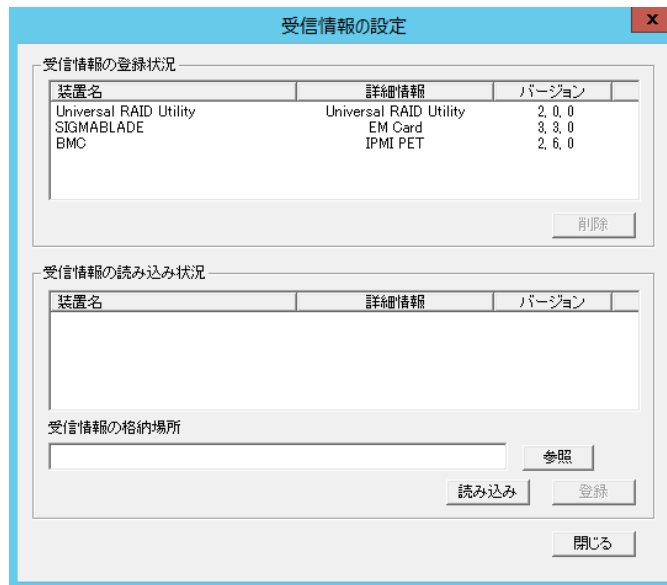 受信情報の設定
x
受信情報の登録状況
装置名 詳細情報 バージョン
Universal RAID Utility Universal RAID Utility 2, 0, 0
SIGMABLADE EM Card 3, 3, 0
BMC IPMI PET 2, 6, 0
削除
受信情報の読み込み状況
装置名 詳細情報 バージョン
受信情報の格納場所
参照
読み込み 登録
閉じる